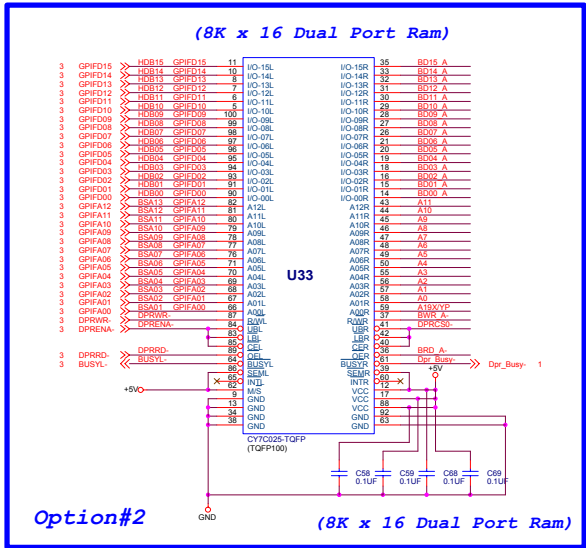 (8K x 16 Dual Port Ram)
3 GPIFD15 HDB15 GPIFD15 11 I/O-15L I/O-15R 35 BD15_A
3 GPIFD14 HDB14 GPIFD14 10 I/O-14L I/O-14R 33 BD14_A
3 GPIFD13 HDB13 GPIFD13 8 I/O-13L I/O-13R 32 BD13_A
3 GPIFD12 HDB12 GPIFD12 7 I/O-12L I/O-12R 31 BD12_A
3 GPIFD11 HDB11 GPIFD11 6 I/O-11L I/O-11R 30 BD11_A
3 GPIFD10 HDB10 GPIFD10 5 I/O-10L I/O-10R 29 BD10_A
3 GPIFD09 HDB09 GPIFD09 100 I/O-09L I/O-09R 28 BD09_A
3 GPIFD08 HDB08 GPIFD08 99 I/O-08L I/O-08R 27 BD08_A
3 GPIFD07 HDB07 GPIFD07 98 I/O-07L I/O-07R 26 BD07_A
3 GPIFD06 HDB06 GPIFD06 97 I/O-06L I/O-06R 21 BD06_A
3 GPIFD05 HDB05 GPIFD05 96 I/O-05L I/O-05R 20 BD05_A
3 GPIFD04 HDB04 GPIFD04 95 I/O-04L I/O-04R 19 BD04_A
3 GPIFD03 HDB03 GPIFD03 94 I/O-03L I/O-03R 18 BD03_A
3 GPIFD02 HDB02 GPIFD02 93 I/O-02L I/O-02R 16 BD02_A
3 GPIFD01 HDB01 GPIFD01 91 I/O-01L I/O-01R 15 BD01_A
3 GPIFD00 HDB00 GPIFD00 90 I/O-00L I/O-00R 14 BD00_A
3 GPIFA12 BSA13 GPIFA12 82 A12L A12R 43 A11
3 GPIFA11 BSA12 GPIFA11 81 A11L A11R 44 A10
3 GPIFA10 BSA11 GPIFA10 80 A10L A10R 45 A9
3 GPIFA09 BSA10 GPIFA09 79 A09L A09R 46 A8
3 GPIFA08 BSA09 GPIFA08 78 A08L A08R 47 A7
3 GPIFA07 BSA08 GPIFA07 77 A07L A07R 48 A6
3 GPIFA06 BSA07 GPIFA06 76 A06L A06R 49 A5
3 GPIFA05 BSA06 GPIFA05 71 A05L A05R 50 A4
3 GPIFA04 BSA05 GPIFA04 70 A04L A04R 55 A3
3 GPIFA03 BSA04 GPIFA03 69 A03L A03R 56 A2
3 GPIFA02 BSA03 GPIFA02 68 A02L A02R 57 A1
3 GPIFA01 BSA02 GPIFA01 67 A01L A01R 58 A0
3 GPIFA00 BSA01 GPIFA00 66 A00L A00R 59 A19X/YP
U33
3 DPRWR- DPRWR- 87 R/WL R/WR 37 BWR_A-
3 DPRENA- DPRENA- 84 UBL UBR 41 DPRCS0-
83 LBL LBR 42
85 CEL CER 40
3 DPRRD- DPRRD- 89 OEL OER 36 BRD_A-
3 BUSYL- BUSYL- 64 BUSYL BUSYR 61 Dpr_Busy- Dpr_Busy- 1
86 SEML SEMR 39 +5V
65 INTL INTR 60
+5V 62 M/S VCC 12
9 GND VCC 17
13 GND VCC 88
34 GND GND 92
38 GND GND 63
CY7C025-TQFP
(TQFP100)
C58 C59 C68 C69
0.1UF 0.1UF 0.1UF 0.1UF
GND
Option#2
(8K x 16 Dual Port Ram)